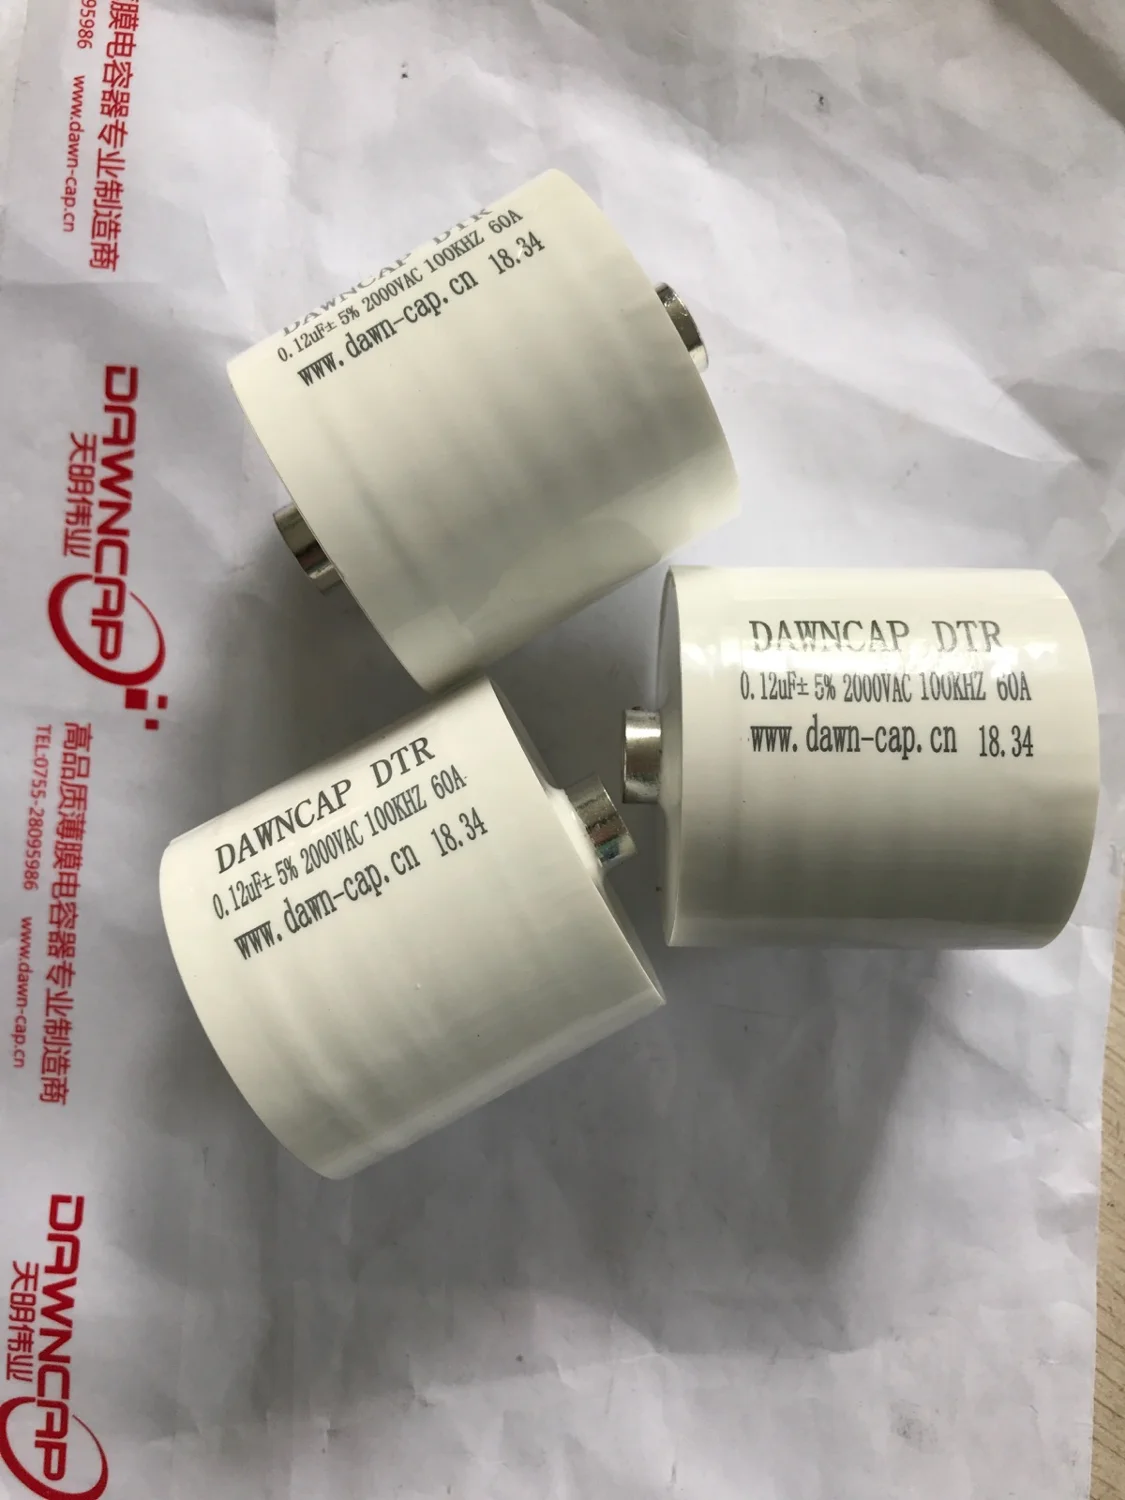 膜电容器专业制造商
95986 www.dawn-cap.cn
DAWNCAP
天明伟业
高品质薄膜电容器专业制造商
TEL:0755-28095986 www.dawn-cap.cn
DAWNCAP
天明伟业
DAWNCAP DTR
0.12uF± 5% 2000VAC 100KHZ 60A
www.dawn-cap.cn 18.34
DAWNCAP DTR
0.12uF± 5% 2000VAC 100KHZ 60A
www.dawn-cap.cn 18.34
DAWNCAP DTR
0.12uF± 5% 2000VAC 100KHZ 60A
www.dawn-cap.cn 18.34